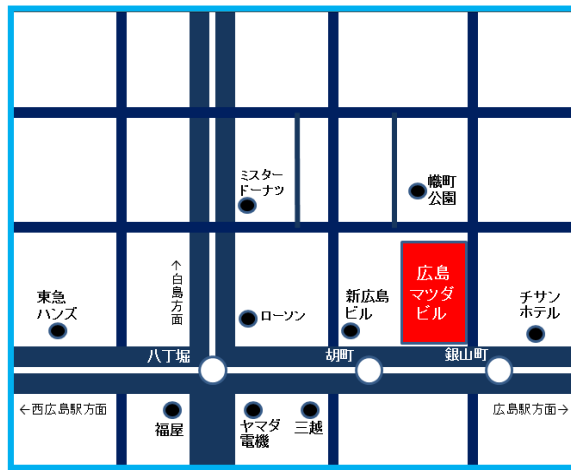 ミスター
ドーナツ
幟町
公園
↑白島方面
広島
マツダ
ビル
東急
ハンズ
ローソン
新広島
ビル
チサン
ホテル
八丁堀
胡町
銀山町
←西広島駅方面
広島駅方面→
福屋
ヤマダ
電機
三越